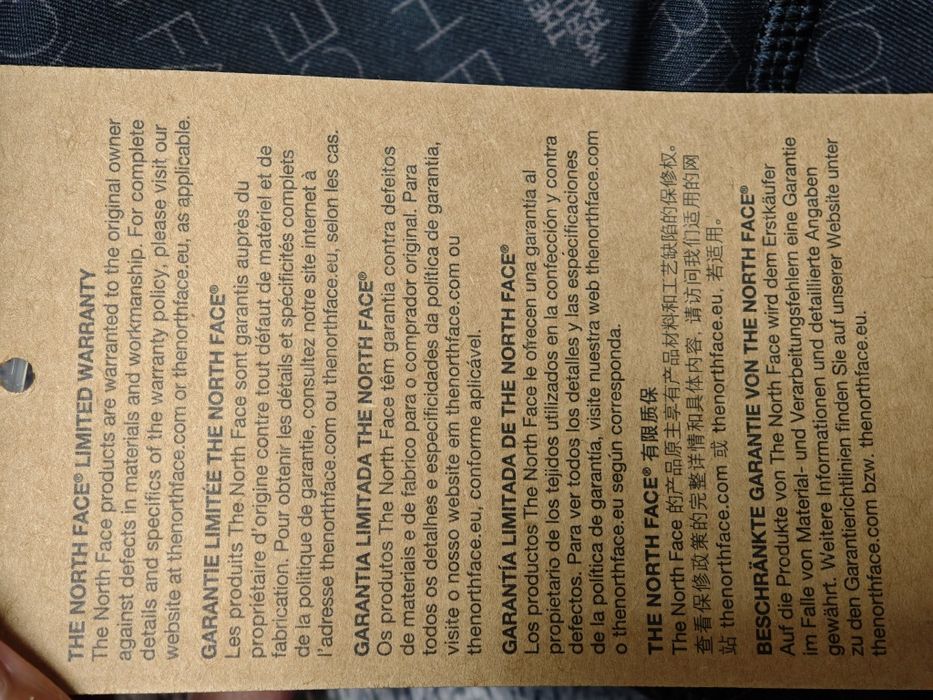 THE NORTH FACE® LIMITED WARRANTY
The North Face products are warranted to the original owner
against defects in materials and workmanship. For complete
details and specifics of the warranty policy, please visit our
website at thenorthface.com or thenorthface.eu, as applicable.
GARANTIE LIMITÉE THE NORTH FACE®
Les produits The North Face sont garantis auprès du
propriétaire d'origine contre tout défaut de matériel et de
fabrication. Pour obtenir les détails et spécificités complets
de la politique de garantie, consultez notre site internet à
l'adresse thenorthface.com ou thenorthface.eu, selon les cas.
GARANTIA LIMITADA THE NORTH FACE®
Os produtos The North Face têm garantia contra defeitos
de materiais e de fabrico para o comprador original. Para
todos os detalhes e especificidades da política de garantia,
visite o nosso website em thenorthface.com ou
thenorthface.eu, conforme aplicável.
GARANTÍA LIMITADA DE THE NORTH FACE®
Los productos The North Face le ofrecen una garantía al
propietario de los tejidos utilizados en la confección y contra
defectos. Para ver todos los detalles y las espécificaciones
de la política de garantía, visite nuestra web thenorthface.com
o thenorthface.eu según corresponda.
THE NORTH FACE® 有限质保
The North Face 的产品原主享有产品材料和工艺缺陷的保修权。
查看保修政策的完整详情和具体内容, 请访问我们适用的网
站 thenorthface.com 或 thenorthface.eu, 若适用。
BESCHRÄNKTE GARANTIE VON THE NORTH FACE®
Auf die Produkte von The North Face wird dem Erstkäufer
im Falle von Material- und Verarbeitungsfehlern eine Garantie
gewährt. Weitere Informationen und detaillierte Angaben
zu den Garantierichtlinien finden Sie auf unserer Website unter
thenorthface.com bzw. thenorthface.eu.